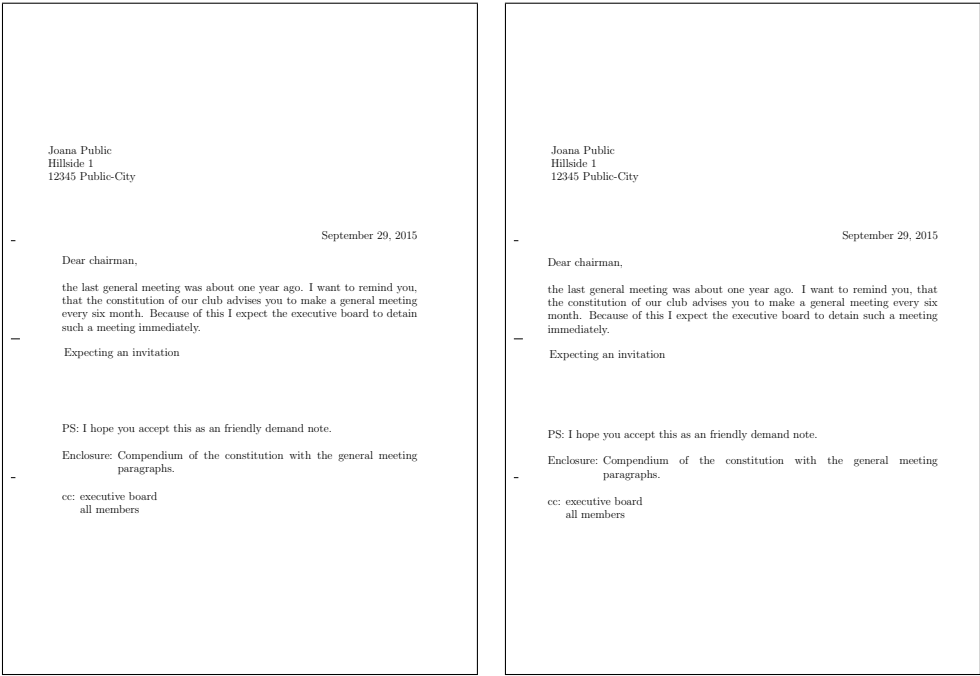 Joana Public
Hillside 1
12345 Public-City
September 29, 2015
Dear chairman,
the last general meeting was about one year ago. I want to remind you,
that the constitution of our club advises you to make a general meeting
every six month. Because of this I expect the executive board to detain
such a meeting immediately.
Expecting an invitation
PS: I hope you accept this as an friendly demand note.
Enclosure: Compendium of the constitution with the general meeting
paragraphs.
cc: executive board
all members
Joana Public
Hillside 1
12345 Public-City
September 29, 2015
Dear chairman,
the last general meeting was about one year ago. I want to remind you, that
the constitution of our club advises you to make a general meeting every six
month. Because of this I expect the executive board to detain such a meeting
immediately.
Expecting an invitation
PS: I hope you accept this as an friendly demand note.
Enclosure: Compendium of the constitution with the general meeting
paragraphs.
cc: executive board
all members